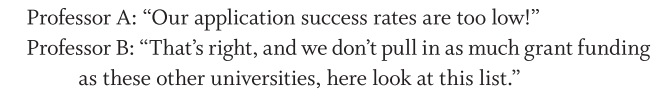 Professor A: “Our application success rates are too low!”
Professor B: “That’s right, and we don’t pull in as much grant funding
as these other universities, here look at this list.”